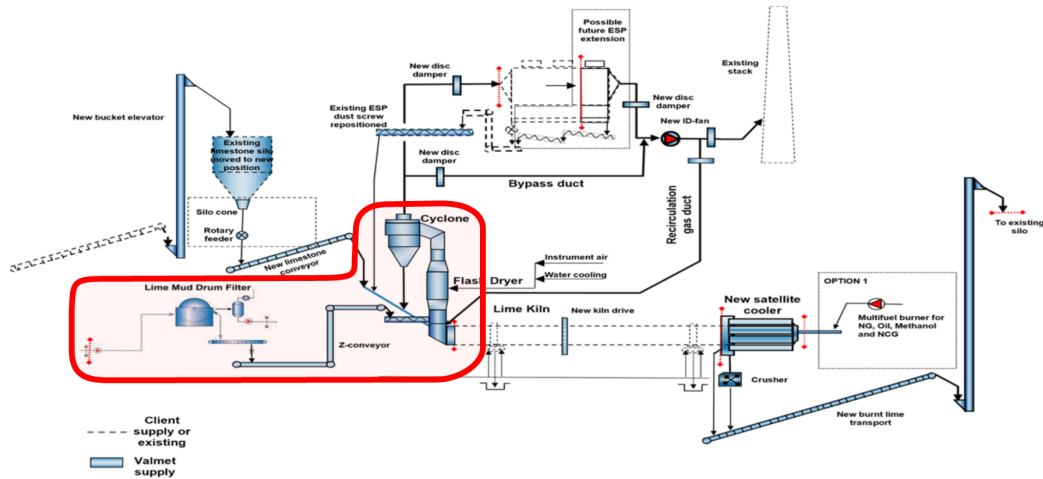 Possible
future ESP
extension
New disc
damper
Existing
stack
New disc
damper
Existing ESP
dust screw
repositioned
New ID-fan
New bucket elevator
Existing
limestone silo
moved to new
position
New disc
damper
Bypass duct
Recirculation
gas duct
Silo cone
Cyclone
Rotary
feeder
To existing
silo
New limestone
conveyor
Instrument air
Flash Dryer
Water cooling
OPTION 1
Lime Mud Drum Filter
New satellite
cooler
Multifuel burner for
NG, Oil, Methanol
and NCG
Lime Kiln
New kiln drive
Z-conveyor
Crusher
New burnt lime
transport
Client
supply or
existing
Valmet
supply